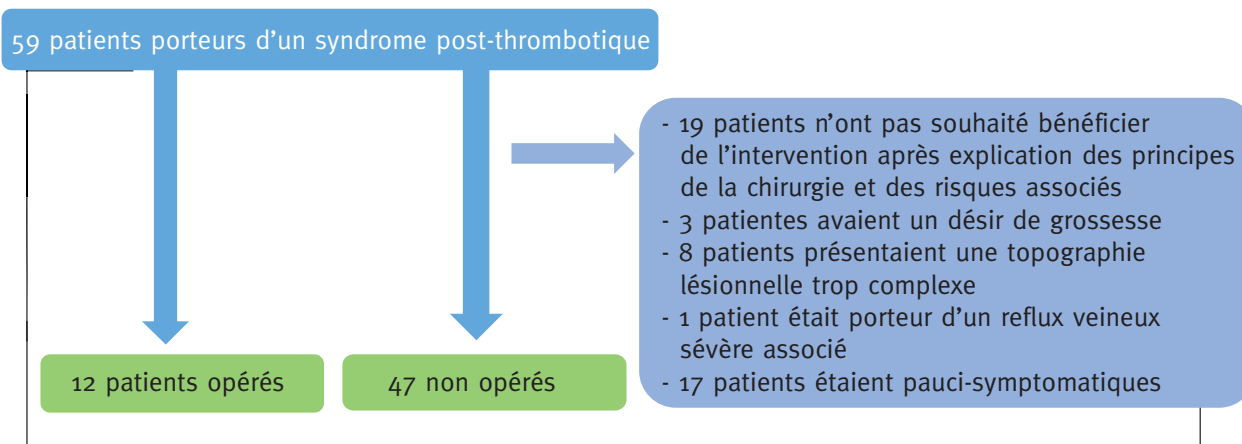 59 patients porteurs d'un syndrome post-thrombotique
- 19 patients n'ont pas souhaité bénéficier
de l'intervention après explication des principes
de la chirurgie et des risques associés
- 3 patientes avaient un désir de grossesse
- 8 patients présentaient une topographie
lésionnelle trop complexe
- 1 patient était porteur d'un reflux veineux
sévère associé
- 17 patients étaient pauci-symptomatiques
12 patients opérés
47 non opérés